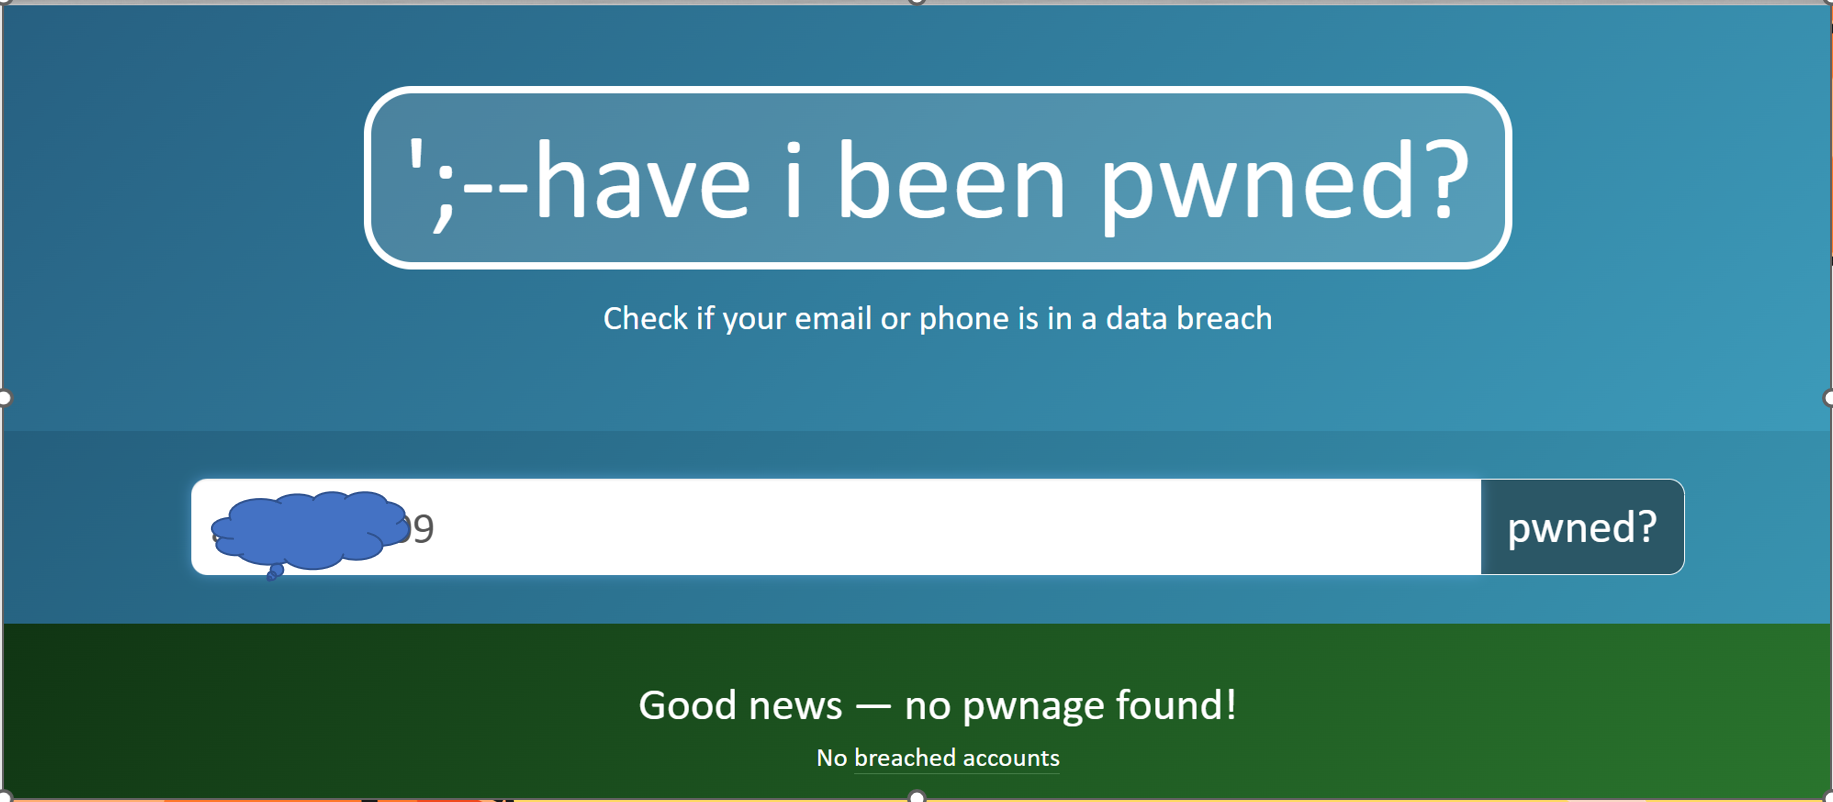 ';--have i been pwned?
Check if your email or phone is in a data breach
9
pwned?
Good news — no pwnage found!
No breached accounts